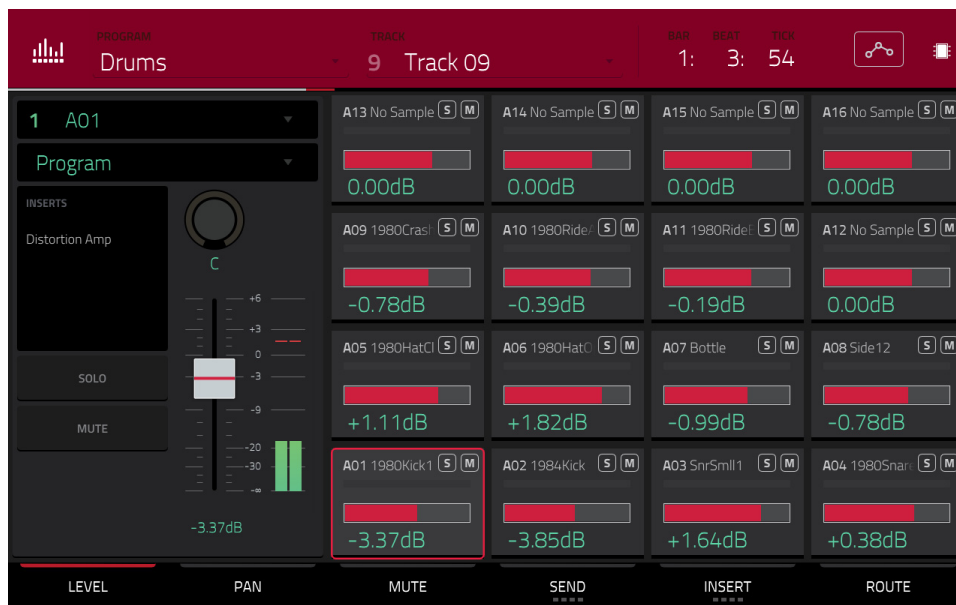 PROGRAM
Drums
TRACK
9 Track 09
BAR BEAT TICK
1: 3: 54
1 A01
Program
INSERTS
Distortion Amp
C
+6
+3
0
-3
-9
-20
-30
-∞
SOLO
MUTE
-3.37dB
A13 No Sample S M
0.00dB
A14 No Sample S M
0.00dB
A15 No Sample S M
0.00dB
A16 No Sample S M
0.00dB
A09 1980Crash S M
-0.78dB
A10 1980Ride S M
-0.39dB
A11 1980Ride S M
-0.19dB
A12 No Sample S M
0.00dB
A05 1980HatCl S M
+1.11dB
A06 1980HatO S M
+1.82dB
A07 Bottle S M
-0.99dB
A08 Side12 S M
-0.78dB
A01 1980Kick1 S M
-3.37dB
A02 1984Kick S M
-3.85dB
A03 SnrSmll1 S M
+1.64dB
A04 1980Snare S M
+0.38dB
LEVEL PAN MUTE SEND INSERT ROUTE